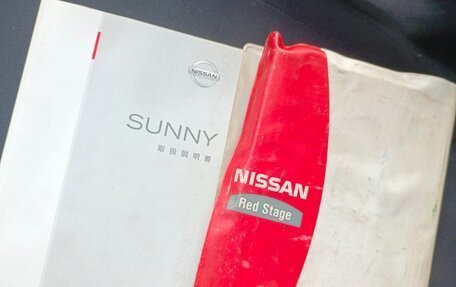 NISSAN
SUNNY
取扱説明書
NISSAN
Red Stage